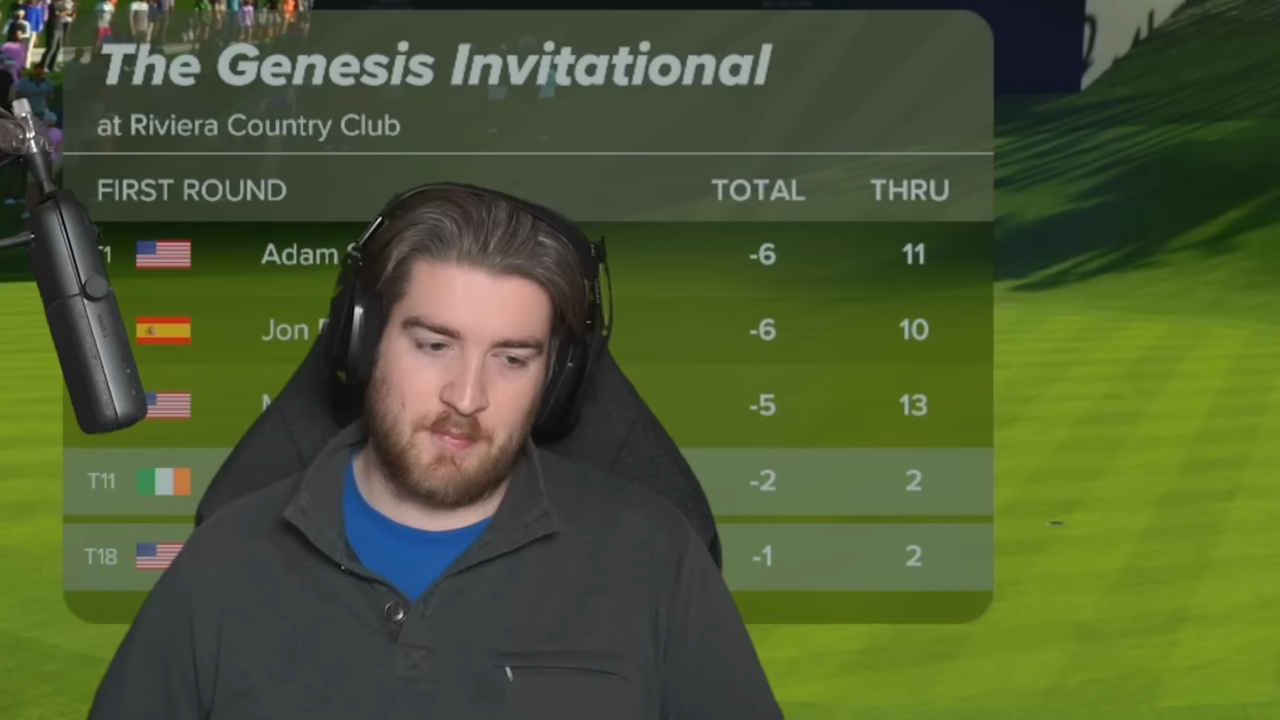 The Genesis Invitational
at Riviera Country Club
FIRST ROUND TOTAL THRU
Adam -6 11
Jon -6 10
-5 13
T11 -2 2
T18 -1 2